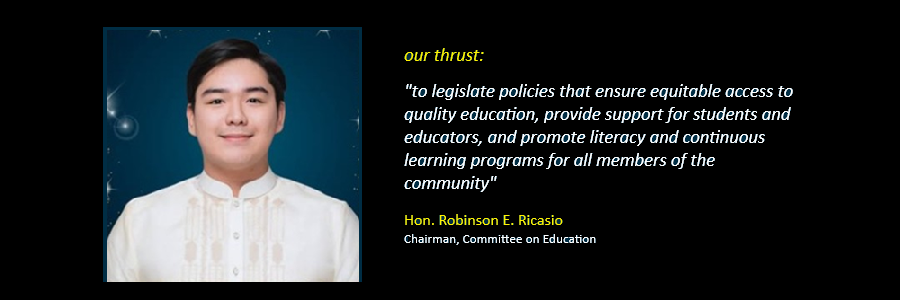 our thrust:
"to legislate policies that ensure equitable access to
quality education, provide support for students and
educators, and promote literacy and continuous
learning programs for all members of the
community"
Hon. Robinson E. Ricasio
Chairman, Committee on Education